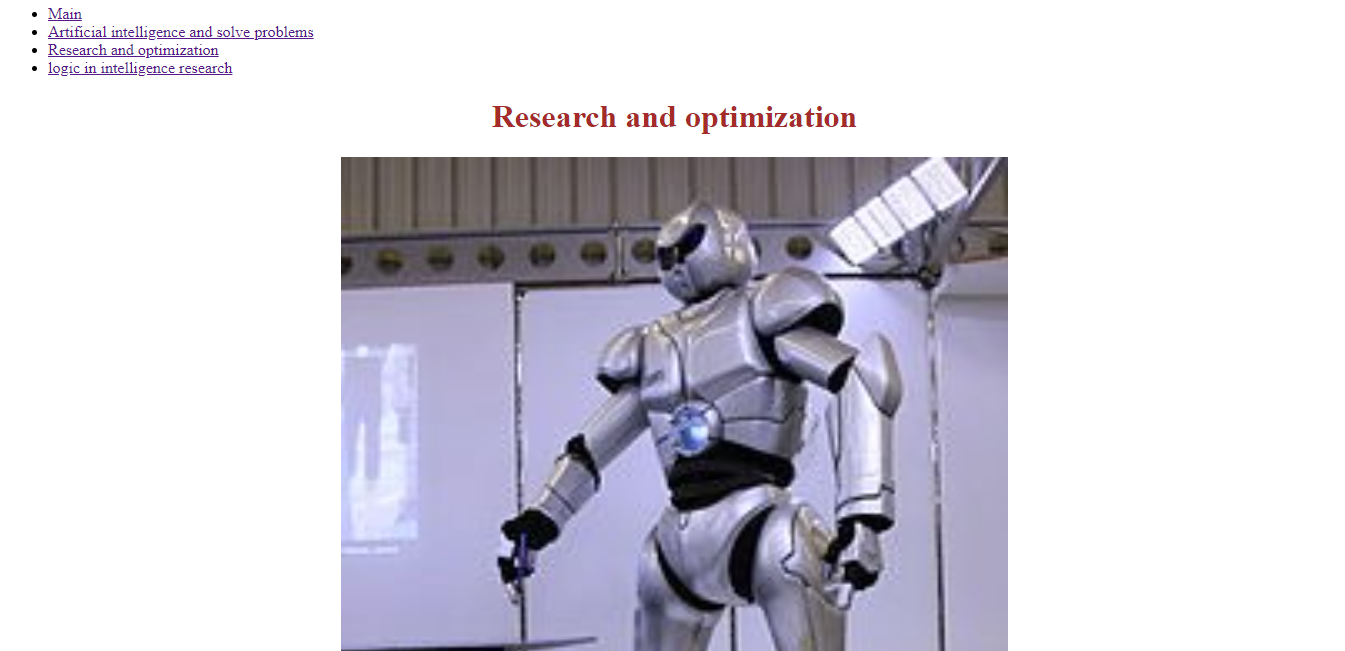 Main
Artificial intelligence and solve problems
Research and optimization
logic in intelligence research
Research and optimization